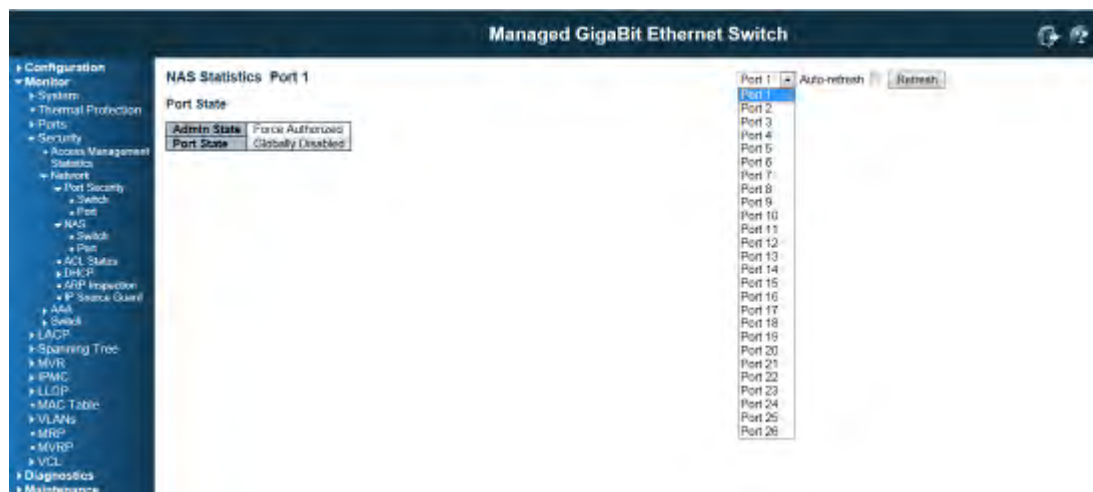 Managed GigaBit Ethernet Switch
Configuration
Monitor
System
Thermal Protection
Ports
Security
Access Management
Statistics
Network
Port Security
Switch
Port
NAS
Switch
Port
ACL Status
DHCP
ARP Inspection
IP Source Guard
AAA
Switch
LACP
Spanning Tree
MVR
IPMC
LLDP
MAC Table
VLANs
MRP
MVRP
VCL
Diagnostics
Maintenance
NAS Statistics Port 1
Port State
Admin State Force Authorized
Port State Globally Disabled
Port 1 Auto-refresh Refresh
Port 1
Port 2
Port 3
Port 4
Port 5
Port 6
Port 7
Port 8
Port 9
Port 10
Port 11
Port 12
Port 13
Port 14
Port 15
Port 16
Port 17
Port 18
Port 19
Port 20
Port 21
Port 22
Port 23
Port 24
Port 25
Port 26